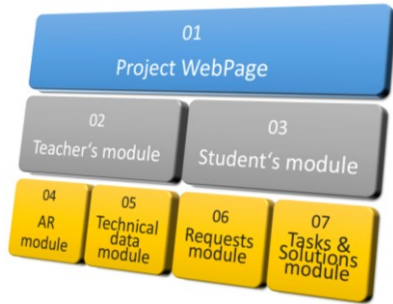 01
Project WebPage
02
Teacher's module
03
Student's module
04
AR
module
05
Technical
data
module
06
Requests
module
07
Tasks &
Solutions
module